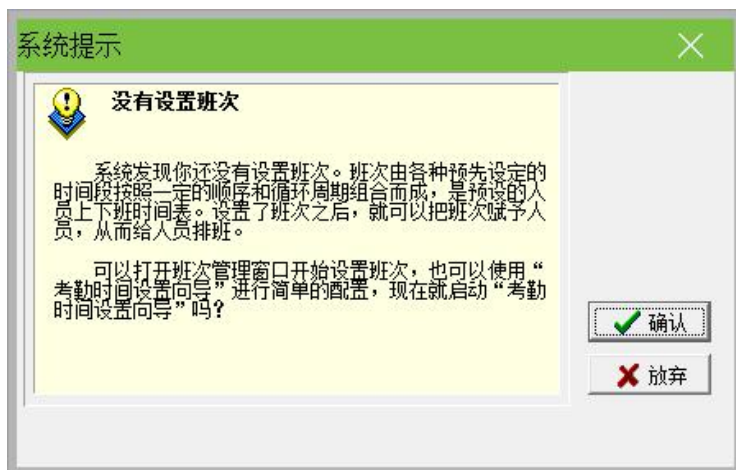 系统提示
没有设置班次
系统发现你还没有设置班次。班次由各种预先设定的
时间段按照一定的顺序和循环周期组合而成，是预设的人
员上下班时间表。设置了班次之后，就可以把班次赋予人
员，从而给人员排班。
可以打开班次管理窗口开始设置班次，也可以使用“
考勤时间设置向导”进行简单的配置，现在就启动“考勤
时间设置向导”吗？
确认
放弃